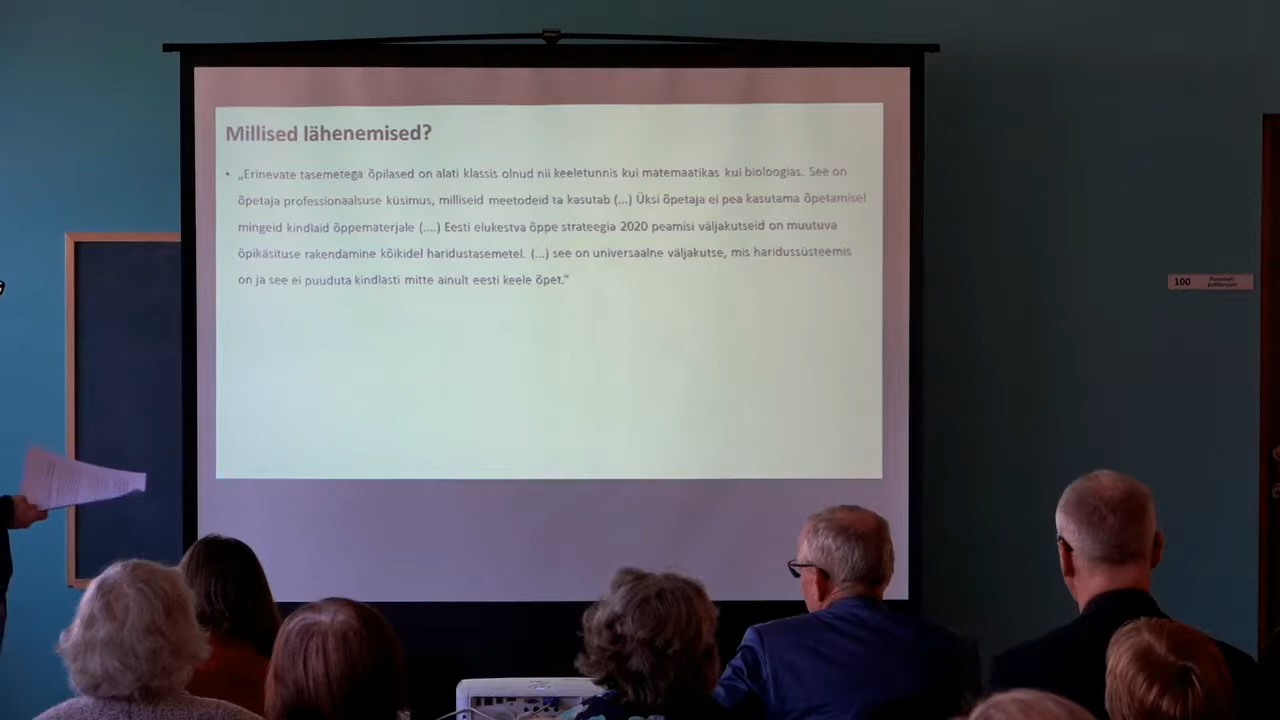 Millised lähenemised?
• „Erinevate tasemetega õpilased on alati klassis olnud nii keeletunnis kui matemaatikas kui bioloogias. See on
õpetaja professionaalsuse küsimus, milliseid meetodeid ta kasutab (...) Üksi õpetaja ei pea kasutama õpetamisel
mingeid kindlaid õppematerjale (....) Eesti elukestva õppe strateegia 2020 peamisi väljakutseid on muutuva
õpikäsituse rakendamine kõikidel haridustasemetel. (...) see on universaalne väljakutse, mis haridussüsteemis
on ja see ei puuduta kindlasti mitte ainult eesti keele õpet.“
100